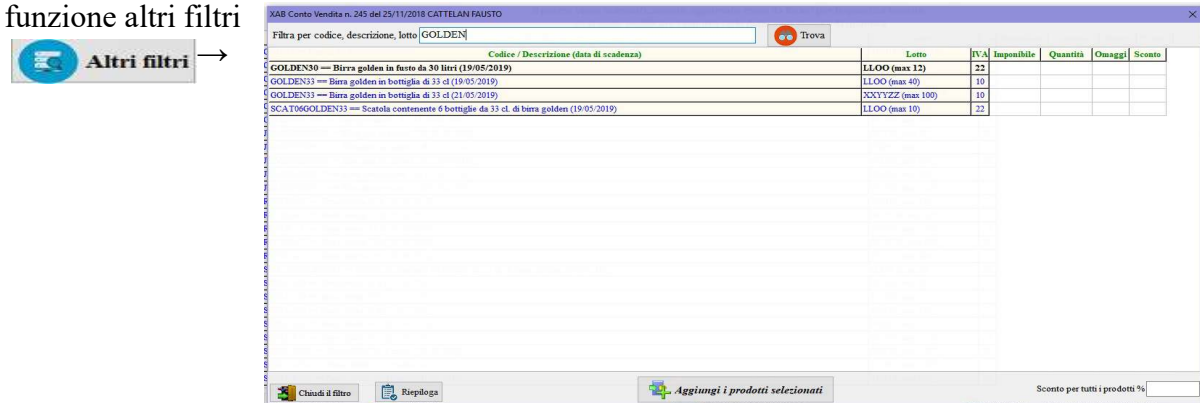 funzione altri filtri
Altri filtri →
XAB Conto Vendita n. 245 del 25/11/2018 CATTELAN FAUSTO
Filtra per codice, descrizione, lotto GOLDEN Trova
Codice / Descrizione (data di scadenza) Lotto IVA Imponibile Quantità Omaggi Sconto
GOLDEN30 == Birra golden in fusto da 30 litri (19/05/2019) LLOO (max 12) 22
GOLDEN33 == Birra golden in bottiglia di 33 cl (19/05/2019) LLOO (max 40) 10
GOLDEN33 == Birra golden in bottiglia di 33 cl (21/05/2019) XXYYZZ (max 100) 10
SCAT06GOLDEN33 == Scatola contenente 6 bottiglie da 33 cl. di birra golden (19/05/2019) LLOO (max 10) 22
Chiudi il filtro Riepiloga Aggiungi i prodotti selezionati Sconto per tutti i prodotti %